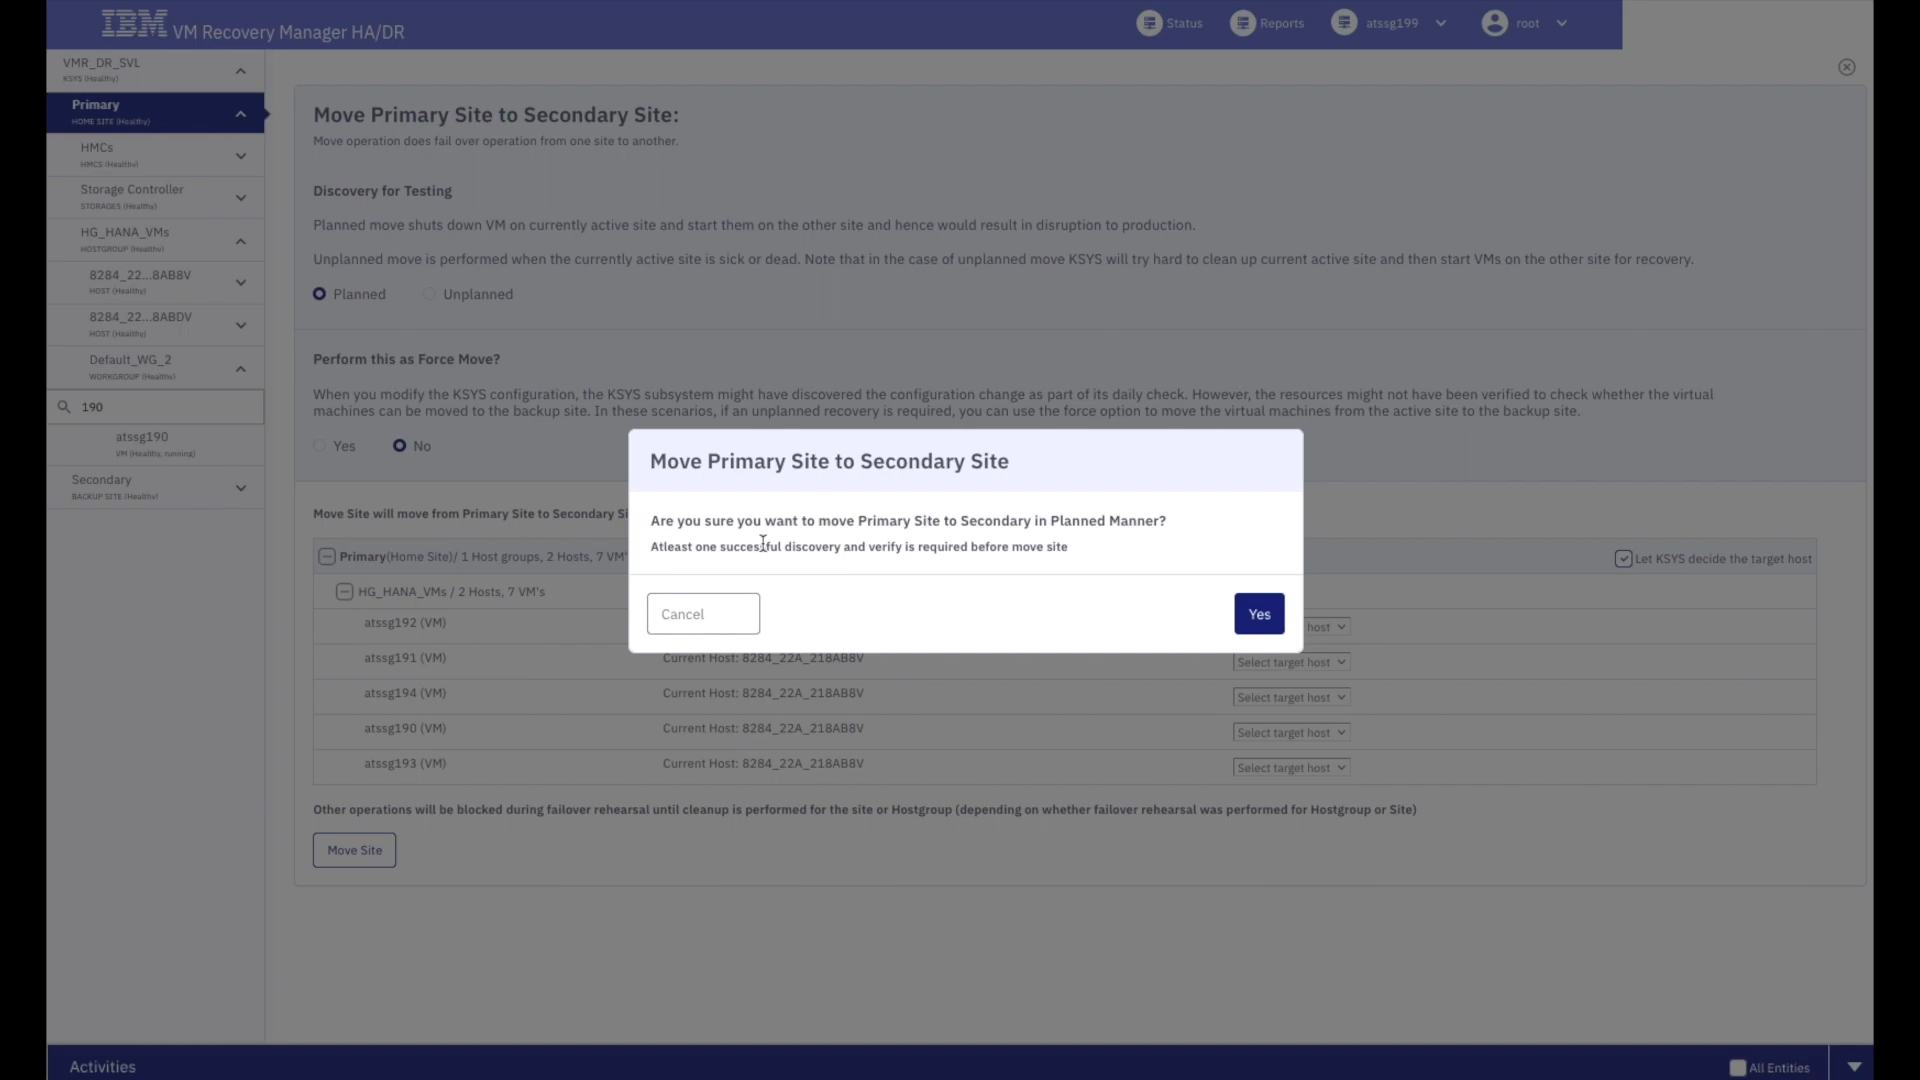 IBM VM Recovery Manager HA/DR
Status
Reports
atssg199
root
VMR_DR_SVL
KSYS (Healthy)
Primary
HOME SITE (Healthy)
HMCs
HMCS (Healthy)
Storage Controller
STORAGES (Healthy)
HG_HANA_VMs
HOSTGROUP (Healthy)
8284_22...8AB8V
HOST (Healthy)
8284_22...8ABDV
HOST (Healthy)
Default_WG_2
WORKGROUP (Healthy)
190
atssg190
VM (Healthy, running)
Secondary
BACKUP SITE (Healthy)
Move Primary Site to Secondary Site:
Move operation does fail over operation from one site to another.
Discovery for Testing
Planned move shuts down VM on currently active site and start them on the other site and hence would result in disruption to production.
Unplanned move is performed when the currently active site is sick or dead. Note that in the case of unplanned move KSYS will try hard to clean up current active site and then start VMs on the other site for recovery.
Planned
Unplanned
Perform this as Force Move?
When you modify the KSYS configuration, the KSYS subsystem might have discovered the configuration change as part of its daily check. However, the resources might not have been verified to check whether the virtual
machines can be moved to the backup site. In these scenarios, if an unplanned recovery is required, you can use the force option to move the virtual machines from the active site to the backup site.
Yes
No
Move Primary Site to Secondary Site
Are you sure you want to move Primary Site to Secondary in Planned Manner?
Atleast one successful discovery and verify is required before move site
Cancel
Yes
Move Site will move from Primary Site to Secondary Si
Primary(Home Site)/ 1 Host groups, 2 Hosts, 7 VM'
Let KSYS decide the target host
HG_HANA_VMs / 2 Hosts, 7 VM's
atssg192 (VM)
host
atssg191 (VM)
Current Host: 8284_22A_218AB8V
Select target host
atssg194 (VM)
Current Host: 8284_22A_218AB8V
Select target host
atssg190 (VM)
Current Host: 8284_22A_218AB8V
Select target host
atssg193 (VM)
Current Host: 8284_22A_218AB8V
Select target host
Other operations will be blocked during failover rehearsal until cleanup is performed for the site or Hostgroup (depending on whether failover rehearsal was performed for Hostgroup or Site)
Move Site
Activities
All Entities